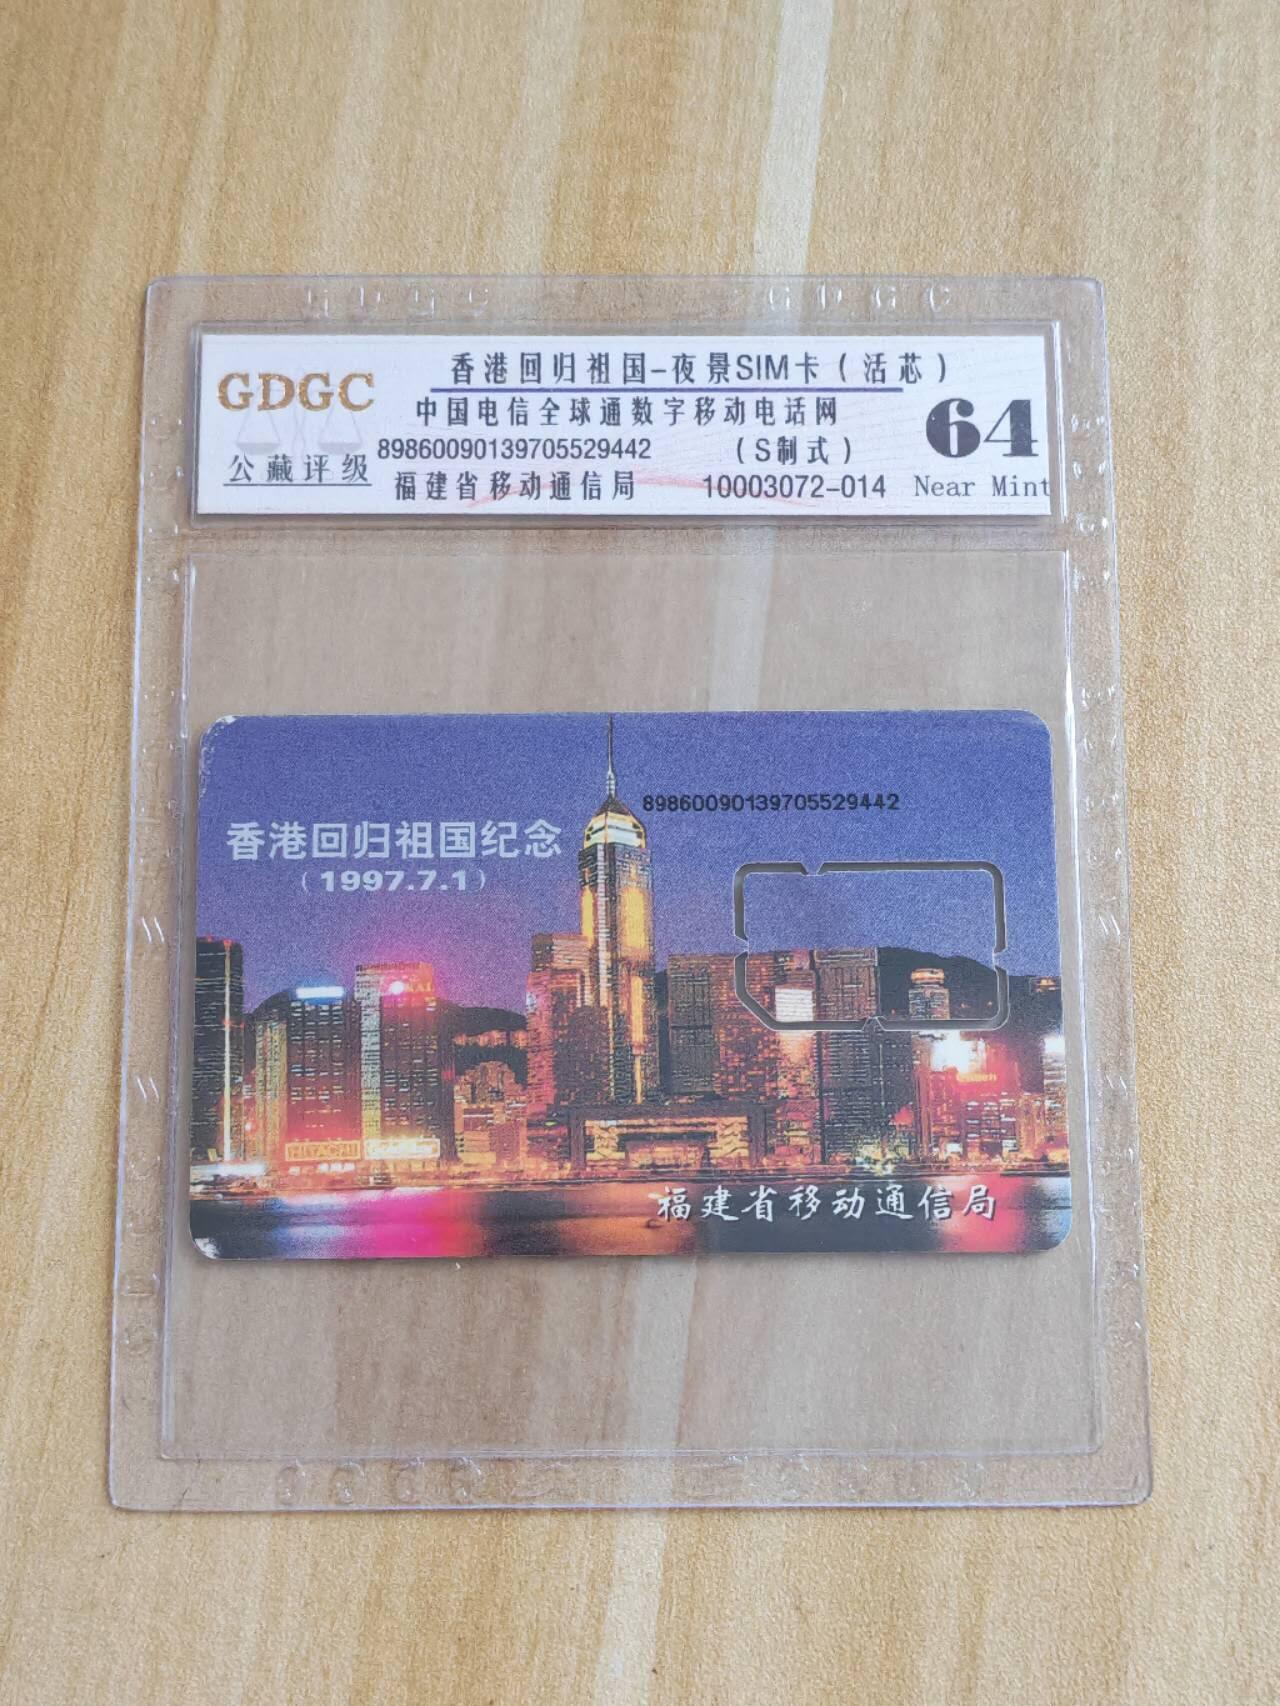 GDGC GDGC
GDGC
公藏评级
香港回归祖国-夜景SIM卡(活芯)
中国电信全球通数字移动电话网
89860090139705529442 (S制式)
福建省移动通信局 10003072-014
64
Near Mint
89860090139705529442
香港回归祖国纪念
(1997.7.1)
HITACHI
福建省移动通信局